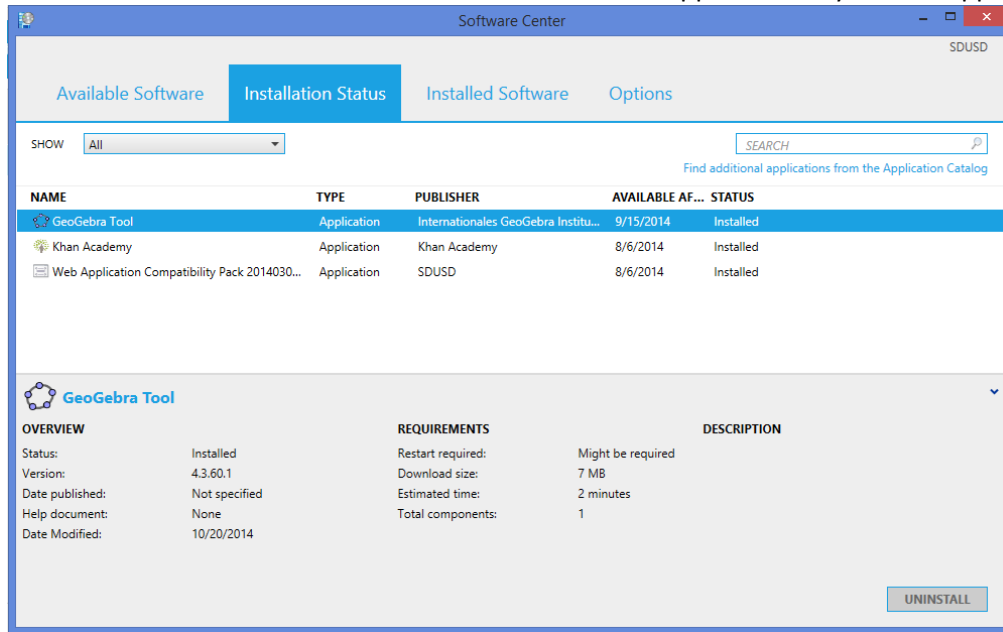 Software Center
SDUSD
Available Software Installation Status Installed Software Options
SHOW All SEARCH
Find additional applications from the Application Catalog
NAME TYPE PUBLISHER AVAILABLE AF... STATUS
GeoGebra Tool Application Internationales GeoGebra Institu... 9/15/2014 Installed
Khan Academy Application Khan Academy 8/6/2014 Installed
Web Application Compatibility Pack 2014030... Application SDUSD 8/6/2014 Installed
GeoGebra Tool
OVERVIEW REQUIREMENTS DESCRIPTION
Status: Installed Restart required: Might be required
Version: 4.3.60.1 Download size: 7 MB
Date published: Not specified Estimated time: 2 minutes
Help document: None Total components: 1
Date Modified: 10/20/2014
UNINSTALL